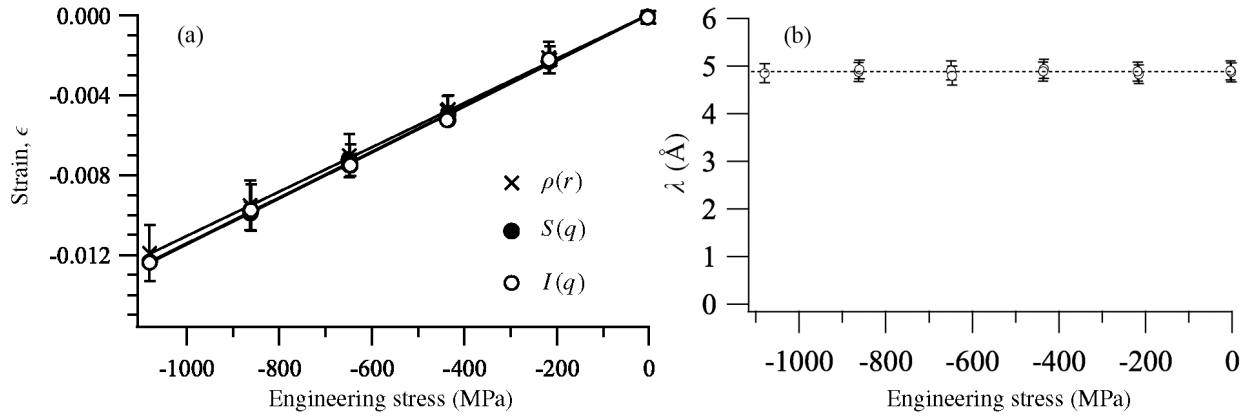 (a)
0.000
-0.004
-0.008
-0.012
Strain, ϵ
× ρ(r)
● S(q)
○ I(q)
-1000 -800 -600 -400 -200 0
Engineering stress (MPa)
(b)
6
5
4
3
2
1
0
λ (Å)
-1000 -800 -600 -400 -200 0
Engineering stress (MPa)